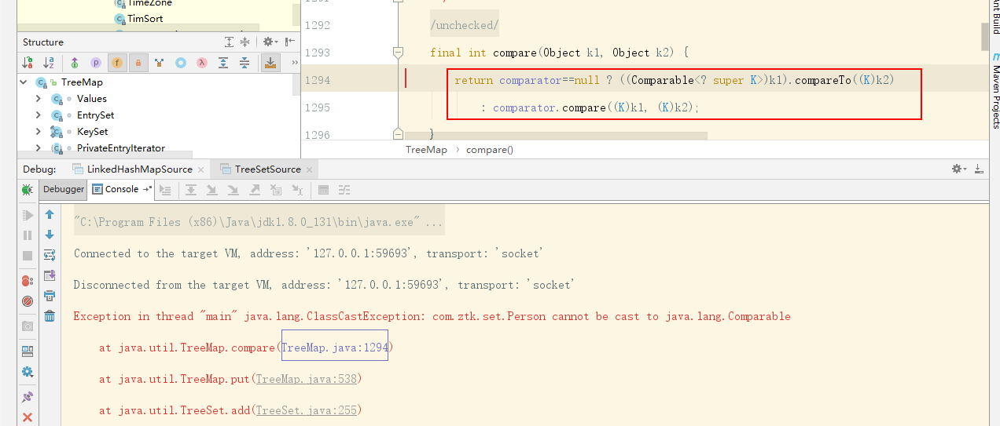 TimeZone
TimSort
Structure
TreeMap
Values
EntrySet
KeySet
PrivateEntryIterator
1292
/unchecked/
1293 final int compare(Object k1, Object k2) {
1294 return comparator==null ? ((Comparable<? super K>)k1).compareTo((K)k2)
1295 : comparator.compare((K)k1, (K)k2);
1296 }
TreeMap > compare()
Ant Build
Maven Projects
Debug: LinkedHashMapSource × TreeSetSource ×
Debugger Console
"C:\Program Files (x86)\Java\jdk1.8.0_131\bin\java.exe" ...
Connected to the target VM, address: '127.0.0.1:59693', transport: 'socket'
Disconnected from the target VM, address: '127.0.0.1:59693', transport: 'socket'
Exception in thread "main" java.lang.ClassCastException: com.ztk.set.Person cannot be cast to java.lang.Comparable
at java.util.TreeMap.compare(TreeMap.java:1294)
at java.util.TreeMap.put(TreeMap.java:538)
at java.util.TreeSet.add(TreeSet.java:255)